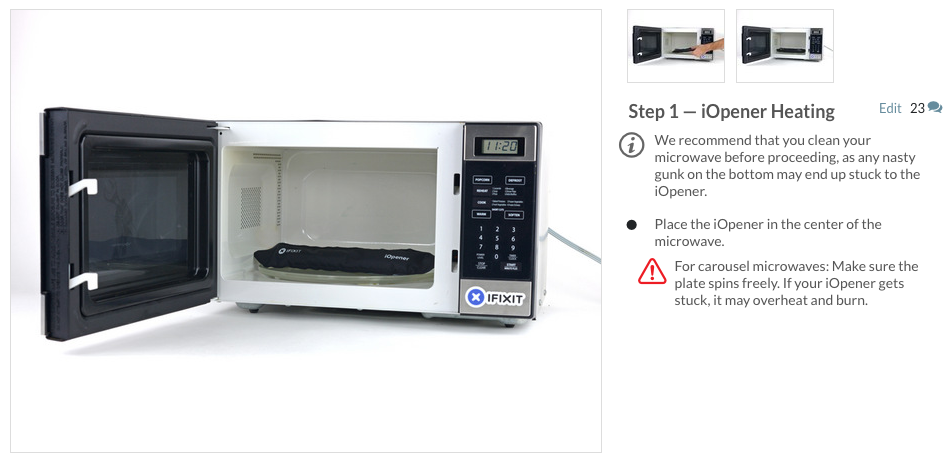 Step 1 — iOpener Heating
Edit 23
We recommend that you clean your
microwave before proceeding, as any nasty
gunk on the bottom may end up stuck to the
iOpener.
Place the iOpener in the center of the
microwave.
For carousel microwaves: Make sure the
plate spins freely. If your iOpener gets
stuck, it may overheat and burn.
11:20
POPCORN DEFROST
REHEAT
COOK
WARM SOFTEN
1 2 3
4 5 6
7 8 9
0
IFIXIT iOpener
IFIXIT